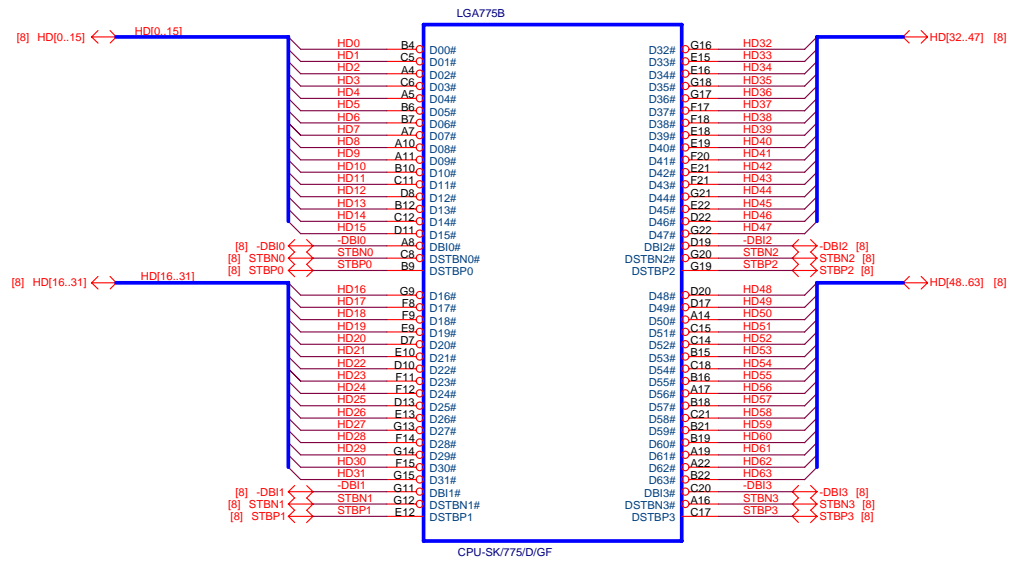 LGA775B
[8] HD[0..15] HD[0..15] HD[32..47] [8]
HD0 B4 D00# D32# G16 HD32
HD1 C5 D01# D33# E15 HD33
HD2 A4 D02# D34# E16 HD34
HD3 C6 D03# D35# G18 HD35
HD4 A5 D04# D36# G17 HD36
HD5 B6 D05# D37# F17 HD37
HD6 B7 D06# D38# F18 HD38
HD7 A7 D07# D39# E18 HD39
HD8 A10 D08# D40# E19 HD40
HD9 A11 D09# D41# F20 HD41
HD10 B10 D10# D42# E21 HD42
HD11 C11 D11# D43# F21 HD43
HD12 D8 D12# D44# G21 HD44
HD13 B12 D13# D45# E22 HD45
HD14 C12 D14# D46# D22 HD46
HD15 D11 D15# D47# G22 HD47
[8] -DBI0 -DBI0 A8 DBI0# DBI2# D19 -DBI2 -DBI2 [8]
[8] STBN0 STBN0 C8 DSTBN0# DSTBN2# G20 STBN2 STBN2 [8]
[8] STBP0 STBP0 B9 DSTBP0 DSTBP2 G19 STBP2 STBP2 [8]
[8] HD[16..31] HD[16..31] HD[48..63] [8]
HD16 G9 D16# D48# D20 HD48
HD17 F8 D17# D49# D17 HD49
HD18 F9 D18# D50# A14 HD50
HD19 E9 D19# D51# C15 HD51
HD20 D7 D20# D52# C14 HD52
HD21 E10 D21# D53# B15 HD53
HD22 D10 D22# D54# C18 HD54
HD23 F11 D23# D55# B16 HD55
HD24 F12 D24# D56# A17 HD56
HD25 D13 D25# D57# B18 HD57
HD26 E13 D26# D58# C21 HD58
HD27 G13 D27# D59# B21 HD59
HD28 F14 D28# D60# B19 HD60
HD29 G14 D29# D61# A19 HD61
HD30 F15 D30# D62# A22 HD62
HD31 G15 D31# D63# B22 HD63
[8] -DBI1 -DBI1 G11 DBI1# DBI3# C20 -DBI3 -DBI3 [8]
[8] STBN1 STBN1 G12 DSTBN1# DSTBN3# A16 STBN3 STBN3 [8]
[8] STBP1 STBP1 E12 DSTBP1 DSTBP3 C17 STBP3 STBP3 [8]
CPU-SK/775/D/GF